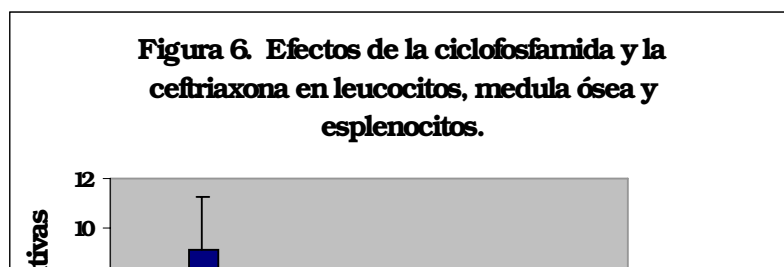 Figura 6. Efectos de la ciclofosfamida y la
ceftriaxona en leucocitos, medula ósea y
esplenocitos.
12
10